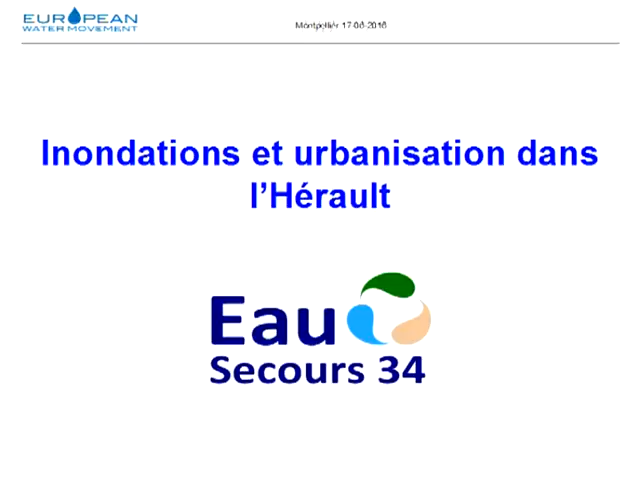 EUROPEAN
WATER MOVEMENT
Montpellier 17-06-2016
Inondations et urbanisation dans
l'Hérault
Eau
Secours 34